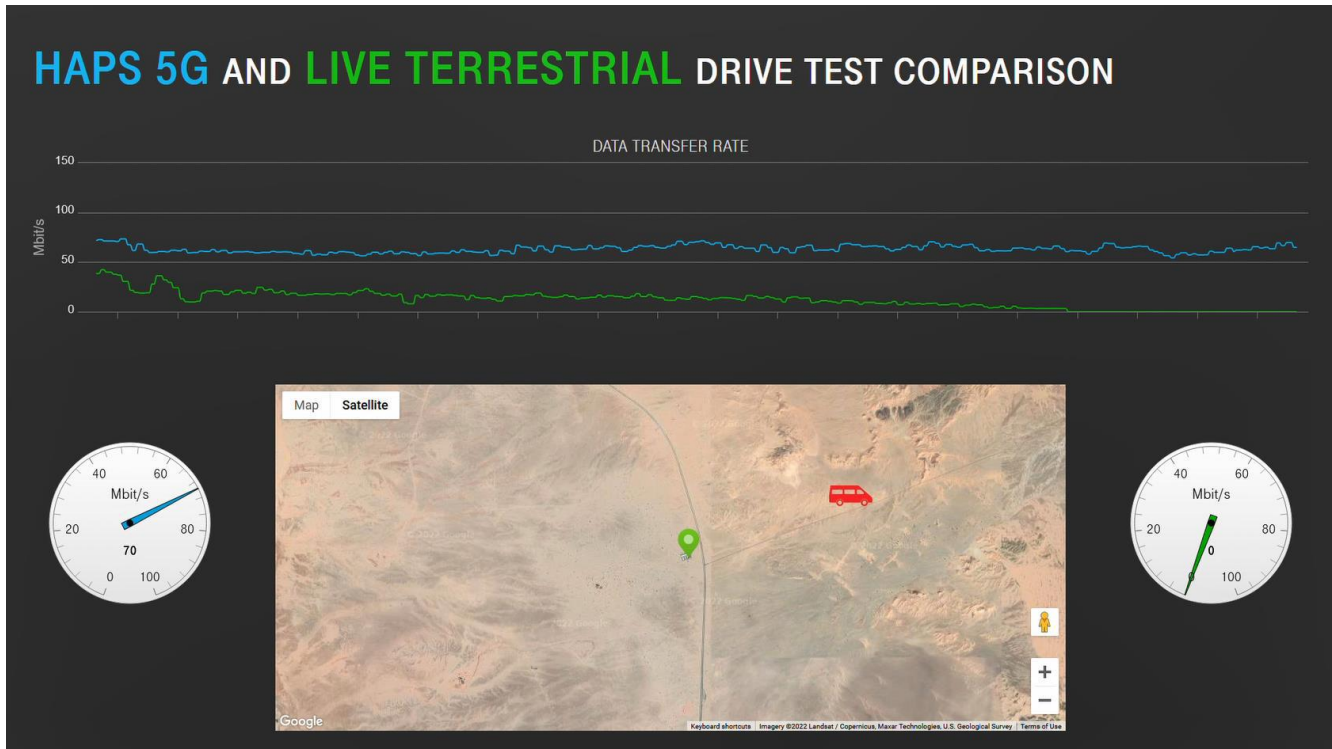 HAPS 5G AND LIVE TERRESTRIAL DRIVE TEST COMPARISON
DATA TRANSFER RATE
150
100
50
0
Mbit/s
Map Satellite
40 60
Mbit/s
20 80
70
0 100
40 60
Mbit/s
20 80
0
0 100
+
−
Google
Keyboard shortcuts Imagery ©2022 Landsat / Copernicus, Maxar Technologies, U.S. Geological Survey Terms of Use